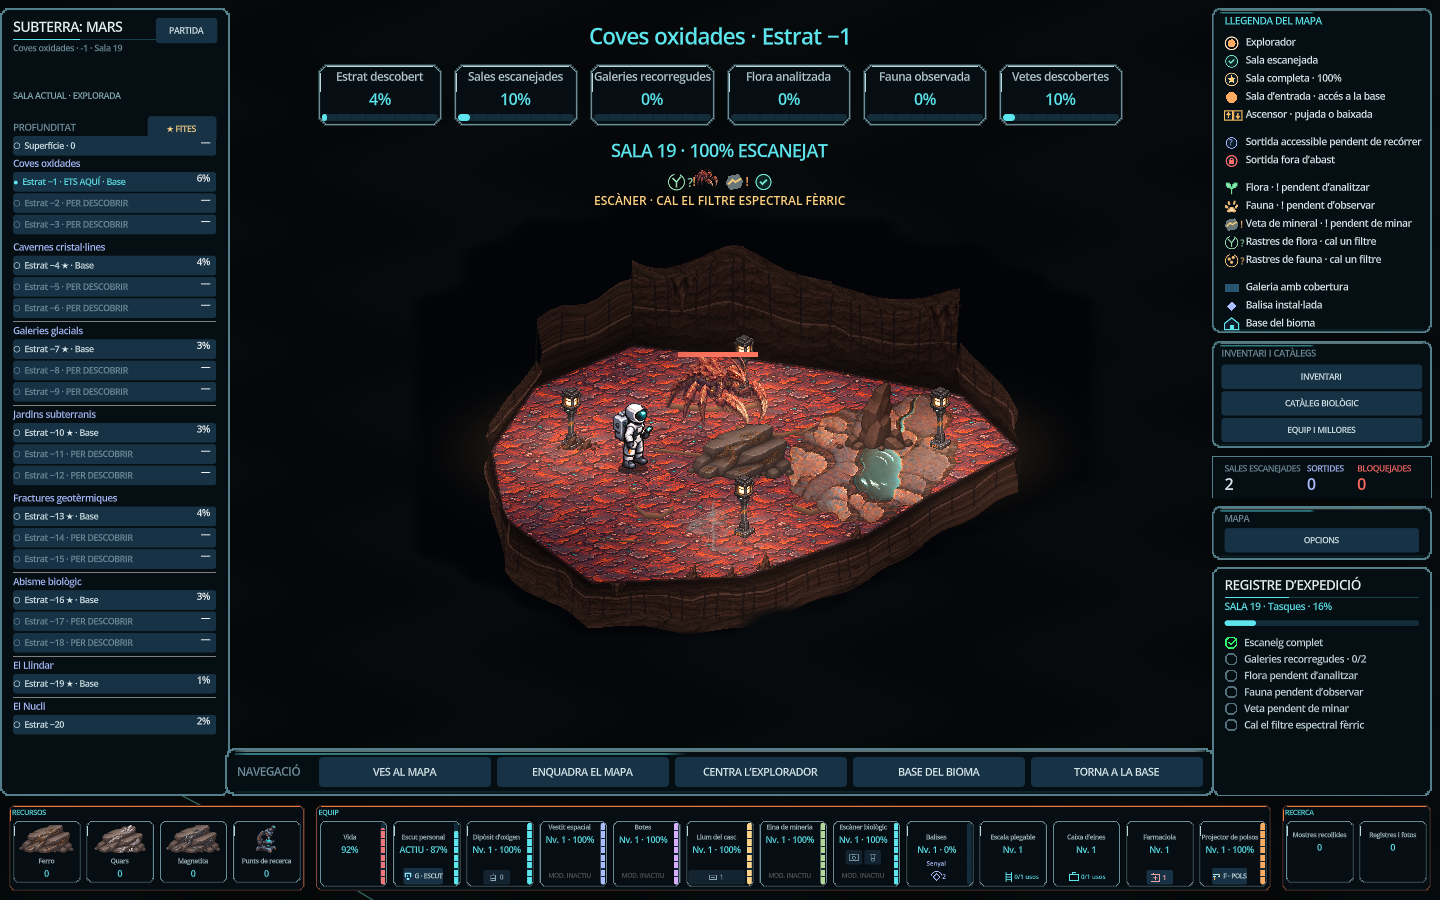 SUBTERRA: MARS
PARTIDA
Coves oxidades · -1 · Sala 19
SALA ACTUAL · EXPLORADA
PROFUNDITAT
★ FITES
Superfície · 0 —
Coves oxidades
Estrat −1 · ETS AQUÍ · Base 6%
Estrat −2 · PER DESCOBRIR —
Estrat −3 · PER DESCOBRIR —
Cavernes cristal·lines
Estrat −4 ★ · Base 4%
Estrat −5 · PER DESCOBRIR —
Estrat −6 · PER DESCOBRIR —
Galeries glacials
Estrat −7 ★ · Base 3%
Estrat −8 · PER DESCOBRIR —
Estrat −9 · PER DESCOBRIR —
Jardins subterranis
Estrat −10 ★ · Base 3%
Estrat −11 · PER DESCOBRIR —
Estrat −12 · PER DESCOBRIR —
Fractures geotèrmiques
Estrat −13 ★ · Base 4%
Estrat −14 · PER DESCOBRIR —
Estrat −15 · PER DESCOBRIR —
Abisme biològic
Estrat −16 ★ · Base 3%
Estrat −17 · PER DESCOBRIR —
Estrat −18 · PER DESCOBRIR —
El Llindar
Estrat −19 ★ · Base 1%
El Nucli
Estrat −20 2%
Coves oxidades · Estrat −1
Estrat descobert
4%
Sales escanejades
10%
Galeries recorregudes
0%
Flora analitzada
0%
Fauna observada
0%
Vetes descobertes
10%
SALA 19 · 100% ESCANEJAT
?! !
ESCÀNER · CAL EL FILTRE ESPECTRAL FÈRRIC
LLEGENDA DEL MAPA
Explorador
Sala escanejada
Sala completa · 100%
Sala d'entrada · accés a la base
Ascensor · pujada o baixada
Sortida accessible pendent de recórrer
Sortida fora d'abast
Flora · ! pendent d'analitzar
Fauna · ! pendent d'observar
! Veta de mineral · ! pendent de minar
? Rastres de flora · cal un filtre
? Rastres de fauna · cal un filtre
Galeria amb cobertura
Balisa instal·lada
Base del bioma
INVENTARI I CATÀLEGS
INVENTARI
CATÀLEG BIOLÒGIC
EQUIP I MILLORES
SALES ESCANEJADES SORTIDES BLOQUEJADES
2 0 0
MAPA
OPCIONS
REGISTRE D'EXPEDICIÓ
SALA 19 · Tasques · 16%
Escaneig complet
Galeries recorregudes · 0/2
Flora pendent d'analitzar
Fauna pendent d'observar
Veta pendent de minar
Cal el filtre espectral fèrric
NAVEGACIÓ
VES AL MAPA
ENQUADRA EL MAPA
CENTRA L'EXPLORADOR
BASE DEL BIOMA
TORNA A LA BASE
RECURSOS
Ferro
0
Quars
0
Magnetita
0
Punts de recerca
0
EQUIP
Vida
92%
Escut personal
ACTIU · 87%
G · ESCUT
Dipòsit d'oxigen
Nv. 1 · 100%
0
Vestit espacial
Nv. 1 · 100%
MOD. INACTIU
Botes
Nv. 1 · 100%
MOD. INACTIU
Llum del casc
Nv. 1 · 100%
1
Eina de mineria
Nv. 1 · 100%
MOD. INACTIU
Escàner biològic
Nv. 1 · 100%
MOD. INACTIU
Balises
Nv. 1 · 0%
Senyal
2
Escala plegable
Nv. 1
0/1 usos
Caixa d'eines
Nv. 1
0/1 usos
Farmaciola
Nv. 1
1
Projector de polsos
Nv. 1 · 100%
F · POLS
RECERCA
Mostres recollides
0
Registres i fotos
0